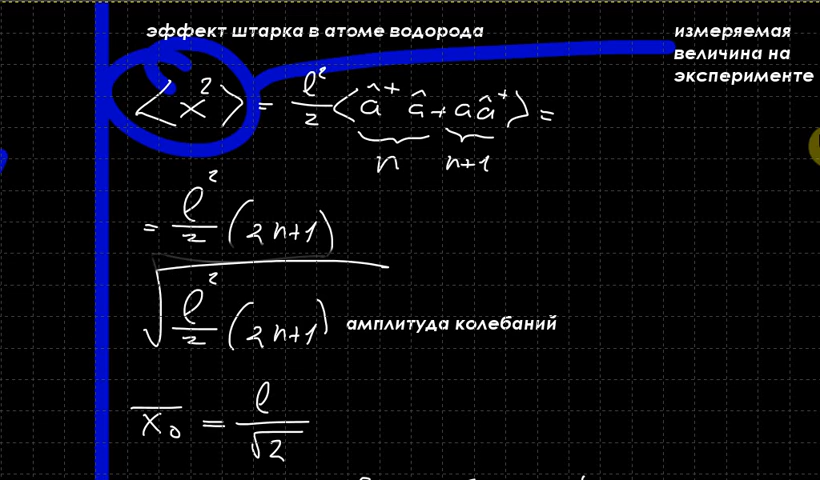 эффект штарка в атоме водорода
измеряемая
величина на
эксперименте
⟨x²⟩ = l²/2 ⟨â⁺ â + aâ⁺⟩ =
n n+1
= l²/2 (2n+1)
√(l²/2 (2n+1)) амплитуда колебаний
x̅₀ = l/√2